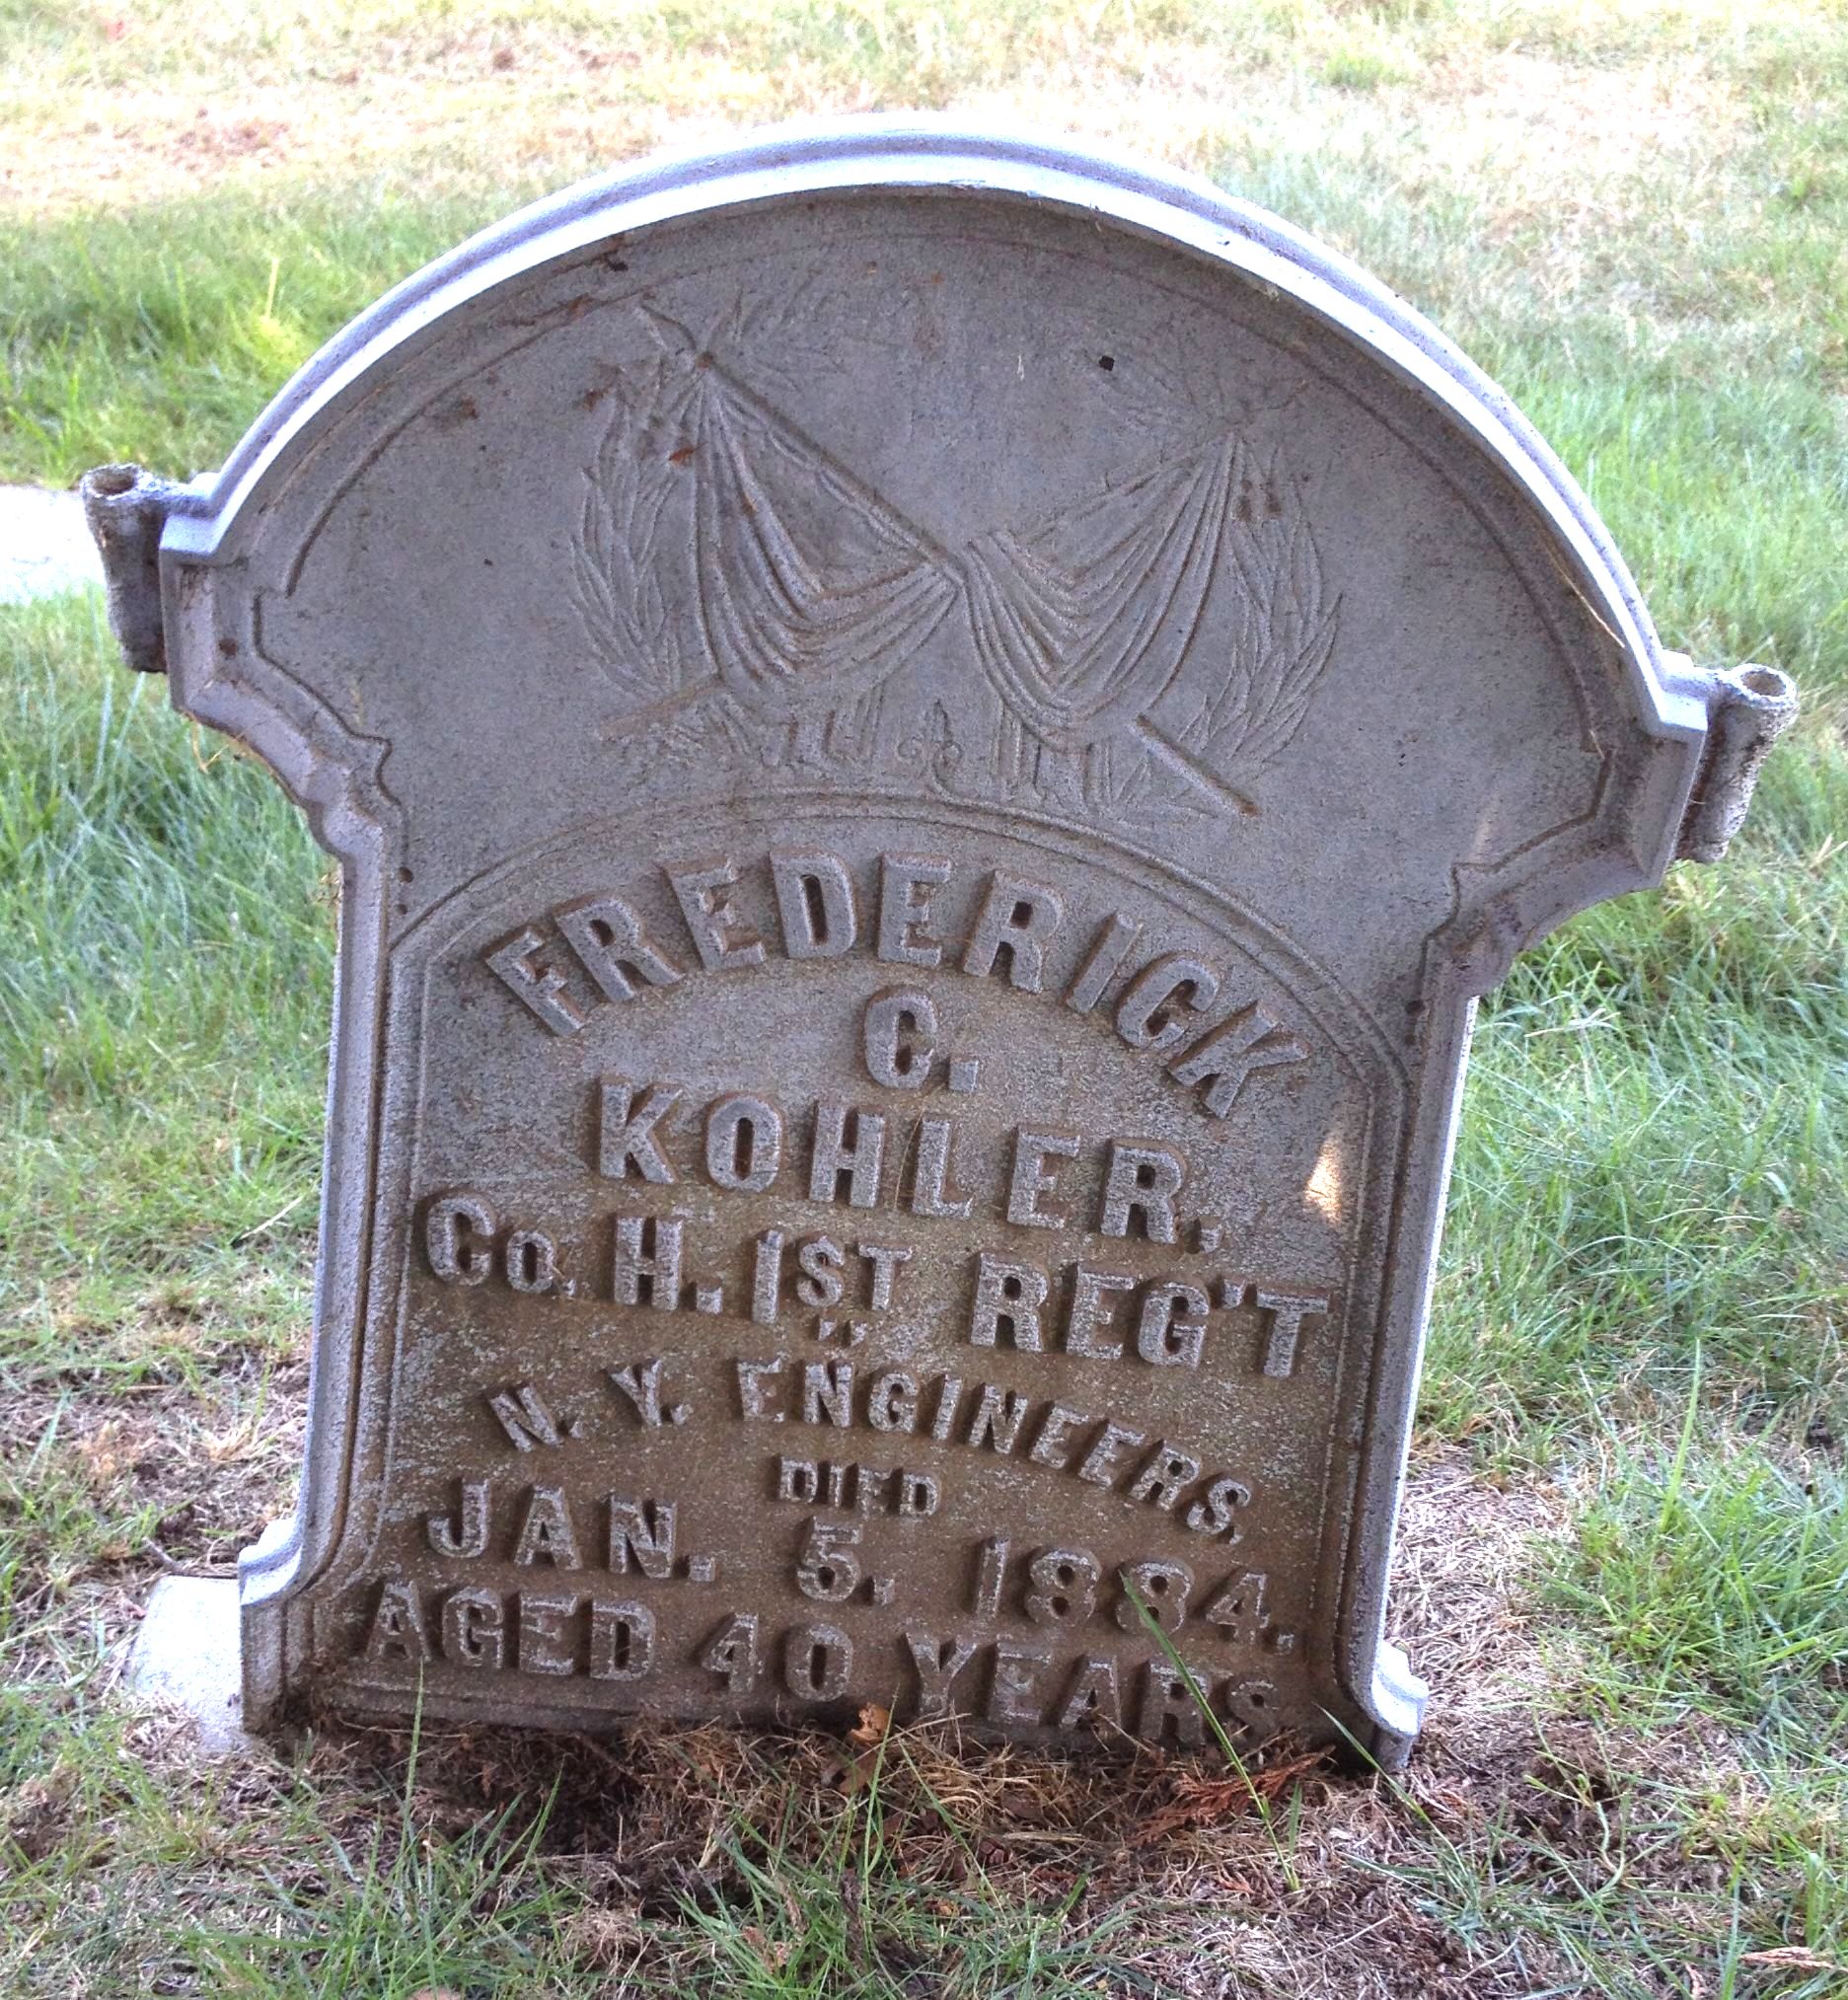 FREDERICK
C.
KOHLER,
Co. H. 1ST REG'T
N. Y. ENGINEERS,
DIED
JAN. 5. 1884.
AGED 40 YEARS